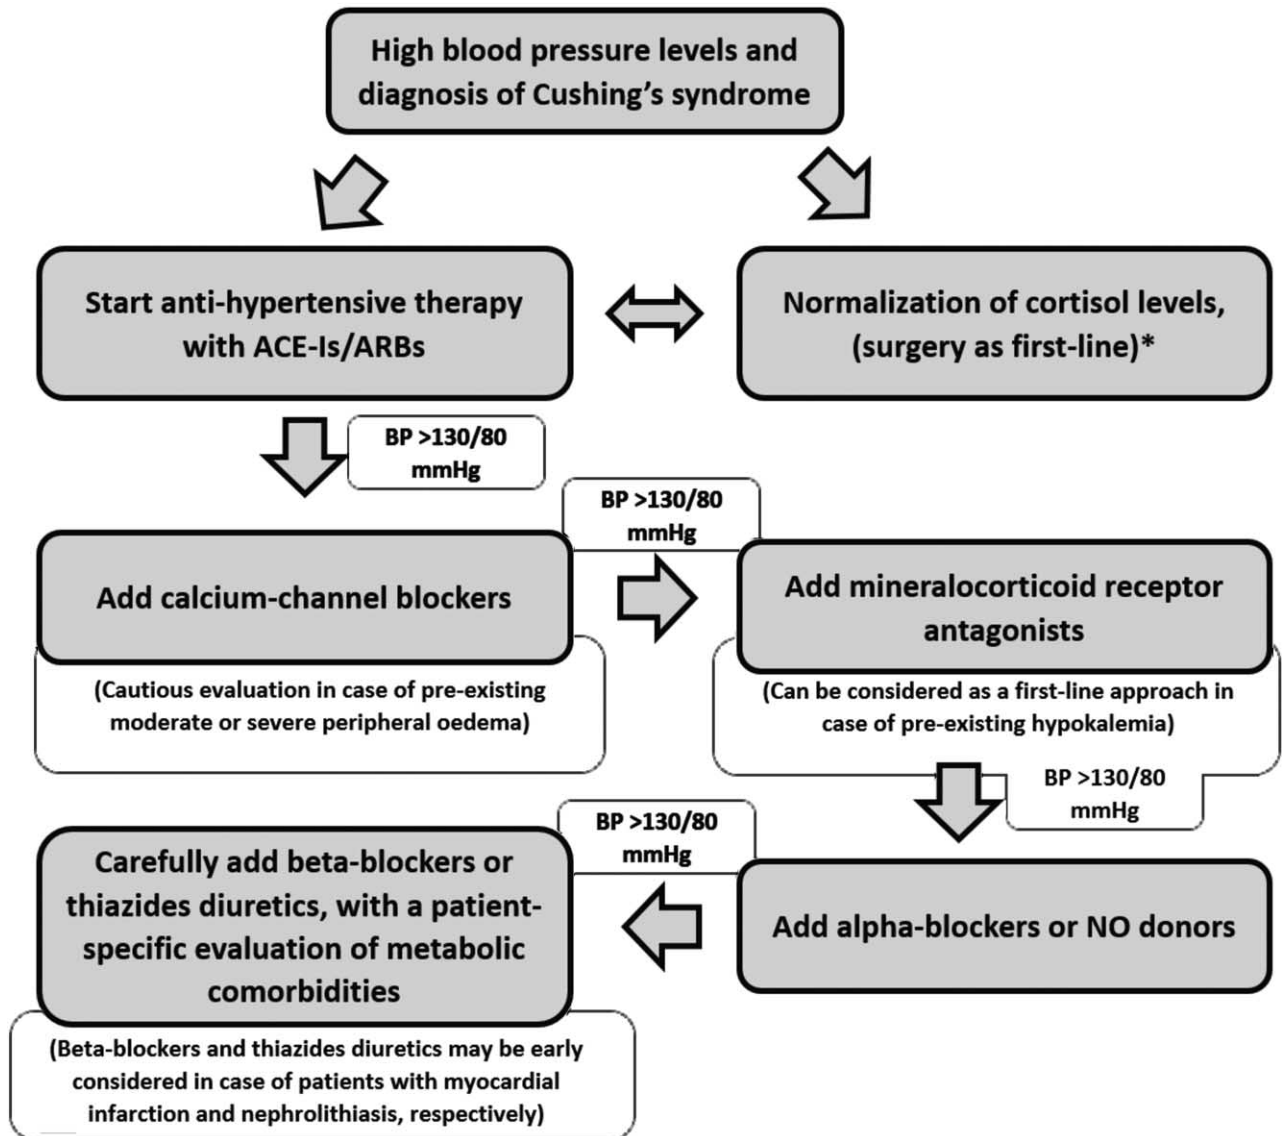 High blood pressure levels and
diagnosis of Cushing’s syndrome
Start anti-hypertensive therapy
with ACE-Is/ARBs
Normalization of cortisol levels,
(surgery as first-line)*
BP >130/80
mmHg
BP >130/80
mmHg
Add calcium-channel blockers
(Cautious evaluation in case of pre-existing
moderate or severe peripheral oedema)
Add mineralocorticoid receptor
antagonists
(Can be considered as a first-line approach in
case of pre-existing hypokalemia)
BP >130/80
mmHg
Add alpha-blockers or NO donors
BP >130/80
mmHg
Carefully add beta-blockers or
thiazides diuretics, with a patient-
specific evaluation of metabolic
comorbidities
(Beta-blockers and thiazides diuretics may be early
considered in case of patients with myocardial
infarction and nephrolithiasis, respectively)